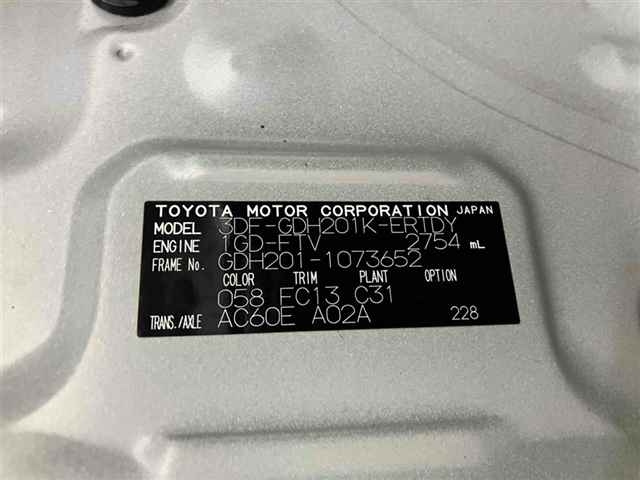 TOYOTA MOTOR CORPORATION JAPAN
MODEL 3DF-GDH201K-ERTDY
ENGINE 1GD-FTV 2754 mL
FRAME No. GDH201-1073652
COLOR TRIM PLANT OPTION
058 EC13 C31
TRANS./AXLE AC60E A02A 228